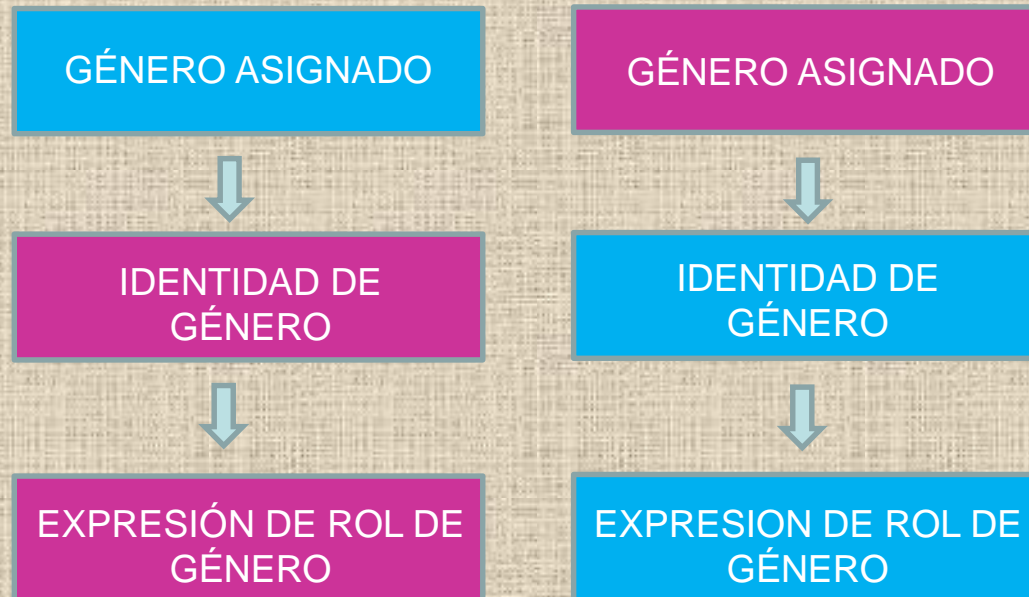 GÉNERO ASIGNADO
IDENTIDAD DE
GÉNERO
EXPRESIÓN DE ROL DE
GÉNERO
GÉNERO ASIGNADO
IDENTIDAD DE
GÉNERO
EXPRESION DE ROL DE
GÉNERO